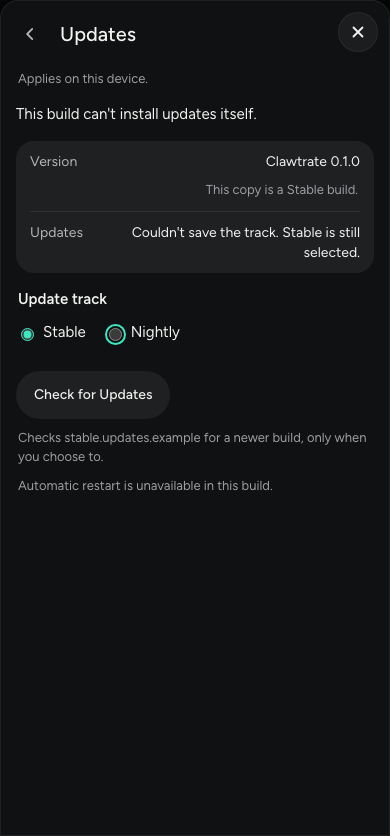 Updates
Applies on this device.
This build can't install updates itself.
Version
Clawtrate 0.1.0
This copy is a Stable build.
Updates
Couldn't save the track. Stable is still
selected.
Update track
Stable
Nightly
Check for Updates
Checks stable.updates.example for a newer build, only when
you choose to.
Automatic restart is unavailable in this build.